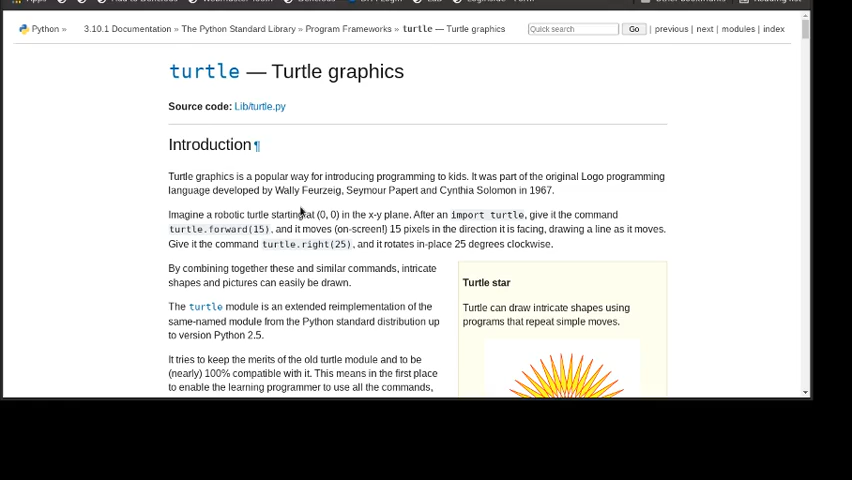 Python » 3.10.1 Documentation » The Python Standard Library » Program Frameworks » turtle — Turtle graphics Quick search Go | previous | next | modules | index
turtle — Turtle graphics
Source code: Lib/turtle.py
Introduction¶
Turtle graphics is a popular way for introducing programming to kids. It was part of the original Logo programming
language developed by Wally Feurzeig, Seymour Papert and Cynthia Solomon in 1967.
Imagine a robotic turtle starting at (0, 0) in the x-y plane. After an import turtle, give it the command
turtle.forward(15), and it moves (on-screen!) 15 pixels in the direction it is facing, drawing a line as it moves.
Give it the command turtle.right(25), and it rotates in-place 25 degrees clockwise.
By combining together these and similar commands, intricate
shapes and pictures can easily be drawn.
The turtle module is an extended reimplementation of the
same-named module from the Python standard distribution up
to version Python 2.5.
It tries to keep the merits of the old turtle module and to be
(nearly) 100% compatible with it. This means in the first place
to enable the learning programmer to use all the commands,
Turtle star
Turtle can draw intricate shapes using
programs that repeat simple moves.